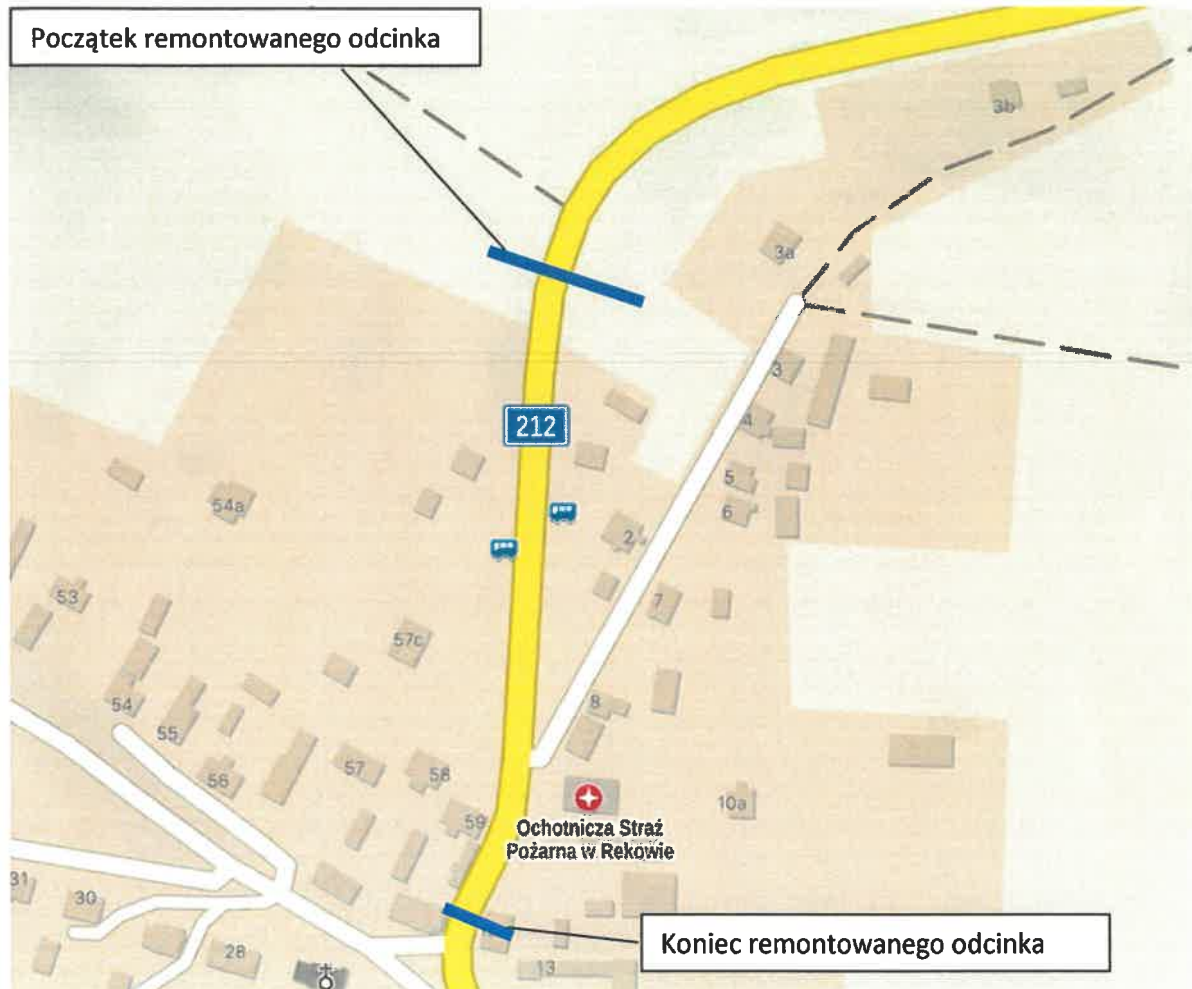 Początek remontowanego odcinka
3b
3a
3
212
4
5
54a
6
2
53
7
57c
54
8
55
57
58
56
10a
59
Ochotnicza Straż
Pożarna w Rekowie
31
30
Koniec remontowanego odcinka
28
13